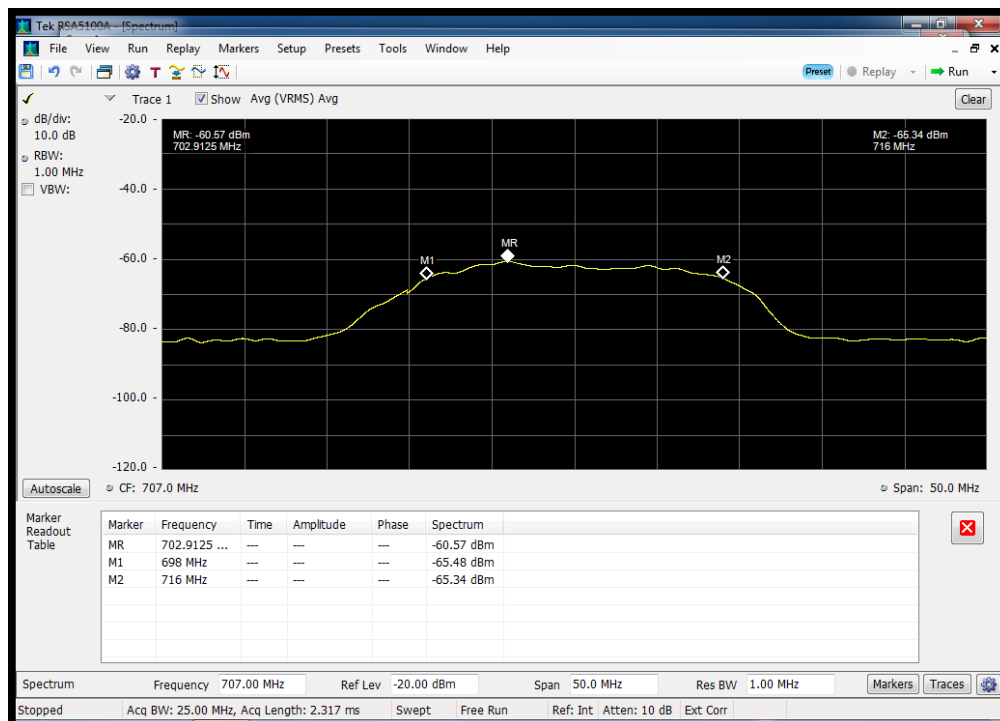 Tek RSA5100A - [Spectrum]
File View Run Replay Markers Setup Presets Tools Window Help
Preset Replay Run
Trace 1 Show Avg (VRMS) Avg Clear
dB/div:
10.0 dB
RBW:
1.00 MHz
VBW:
-20.0
-40.0
-60.0
-80.0
-100.0
-120.0
MR: -60.57 dBm
702.9125 MHz
M2: -65.34 dBm
716 MHz
M1
MR
M2
Autoscale CF: 707.0 MHz Span: 50.0 MHz
Marker
Readout
Table
Marker Frequency Time Amplitude Phase Spectrum
MR 702.9125 ... --- --- --- -60.57 dBm
M1 698 MHz --- --- --- -65.48 dBm
M2 716 MHz --- --- --- -65.34 dBm
Spectrum Frequency 707.00 MHz Ref Lev -20.00 dBm Span 50.0 MHz Res BW 1.00 MHz Markers Traces
Stopped Acq BW: 25.00 MHz, Acq Length: 2.317 ms Swept Free Run Ref: Int Atten: 10 dB Ext Corr